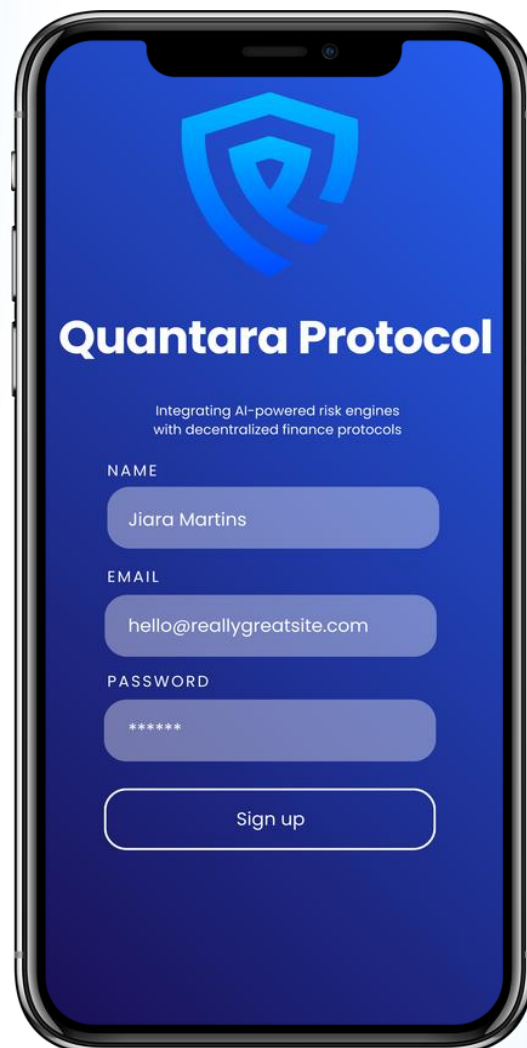 Quantara Protocol
Integrating AI-powered risk engines
with decentralized finance protocols
NAME
Jiara Martins
EMAIL
hello@reallygreatsite.com
PASSWORD
******
Sign up